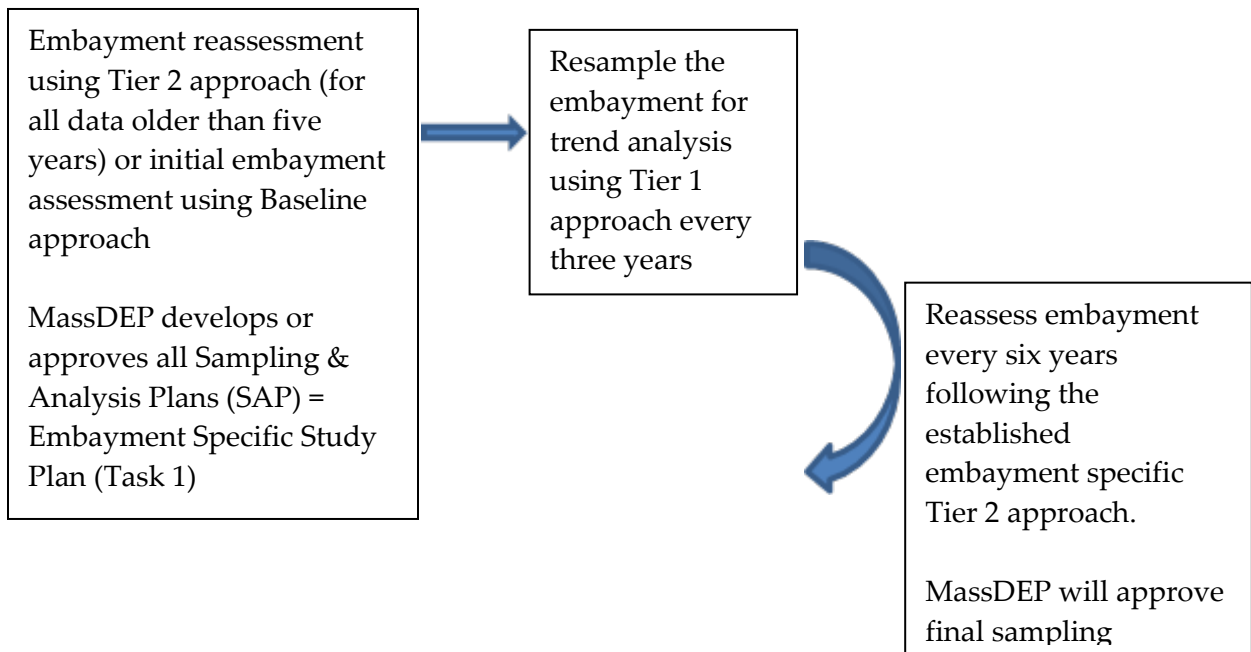 Embayment reassessment
using Tier 2 approach (for
all data older than five
years) or initial embayment
assessment using Baseline
approach
MassDEP develops or
approves all Sampling &
Analysis Plans (SAP) =
Embayment Specific Study
Plan (Task 1)
Resample the
embayment for
trend analysis
using Tier 1
approach every
three years
Reassess embayment
every six years
following the
established
embayment specific
Tier 2 approach.
MassDEP will approve
final sampling